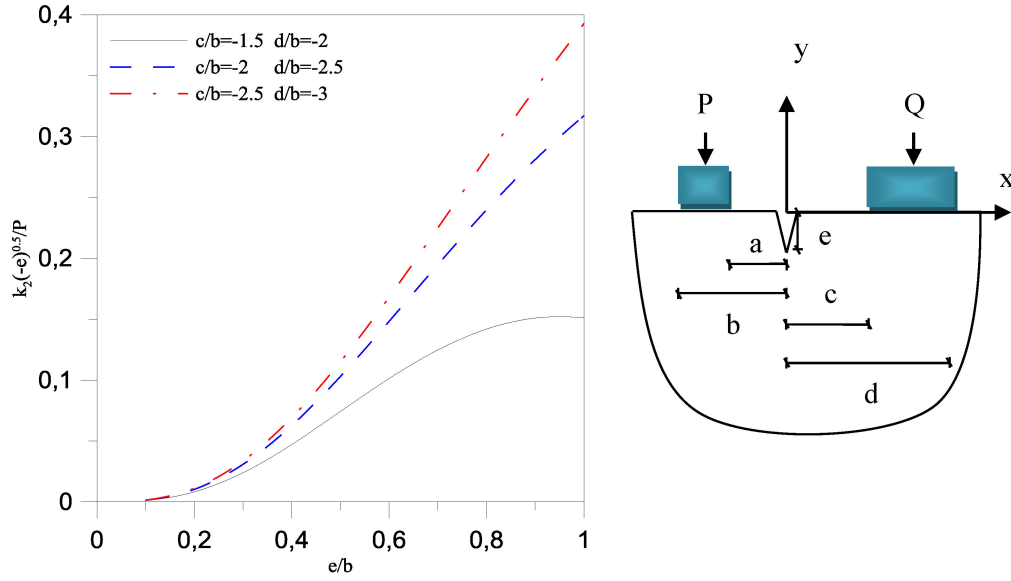 0,4
0,3
0,2
0,1
0
k₂(-e)⁰·⁵/P
c/b=-1.5 d/b=-2
c/b=-2 d/b=-2.5
c/b=-2.5 d/b=-3
0 0,2 0,4 0,6 0,8 1
e/b
y
P Q
x
e
a
c
b
d